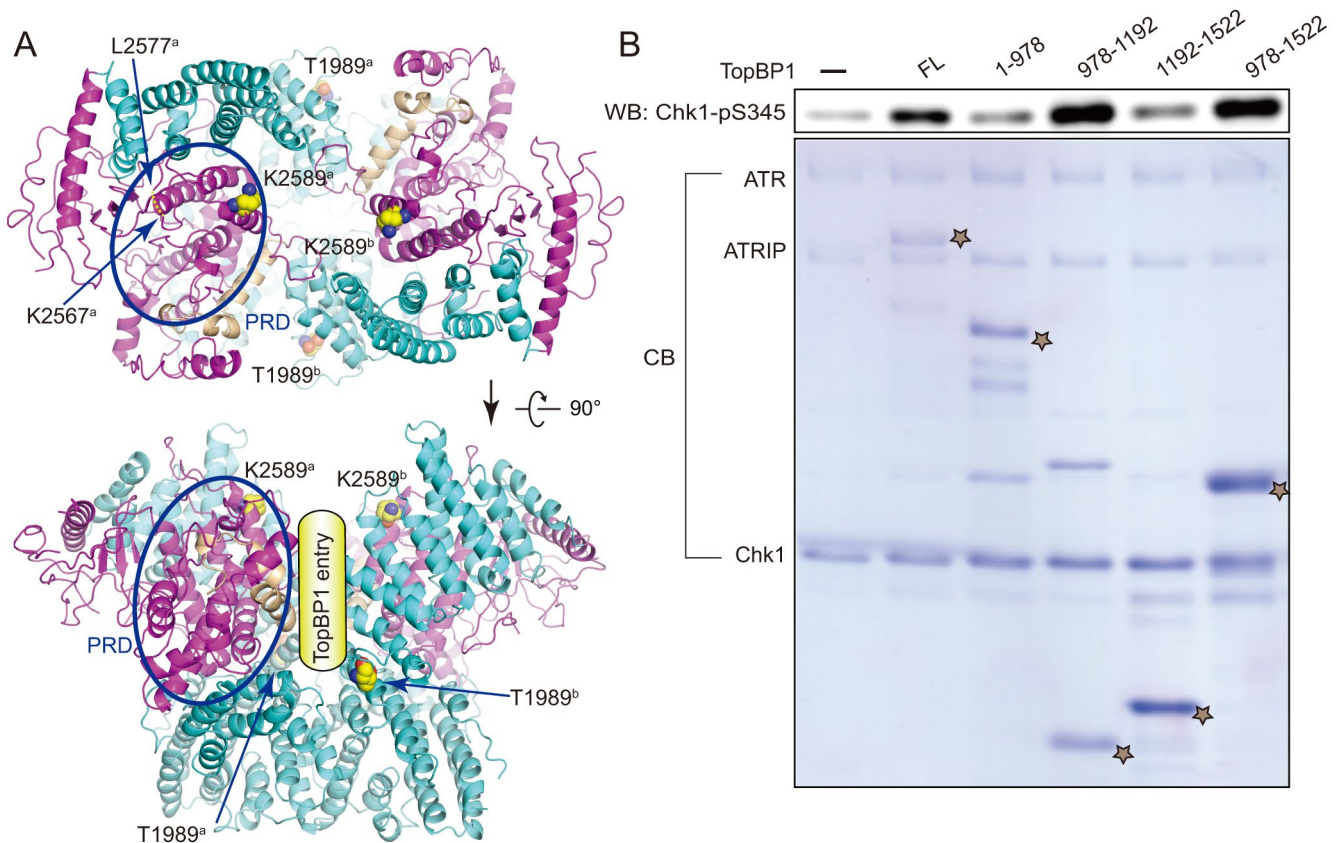 A
L2577ᵃ
T1989ᵃ
K2589ᵃ
K2589ᵇ
K2567ᵃ
PRD
T1989ᵇ
90°
K2589ᵃ
K2589ᵇ
TopBP1 entry
PRD
T1989ᵇ
T1989ᵃ
B
TopBP1 — FL 1-978 978-1192 1192-1522 978-1522
WB: Chk1-pS345
ATR
ATRIP
CB
Chk1